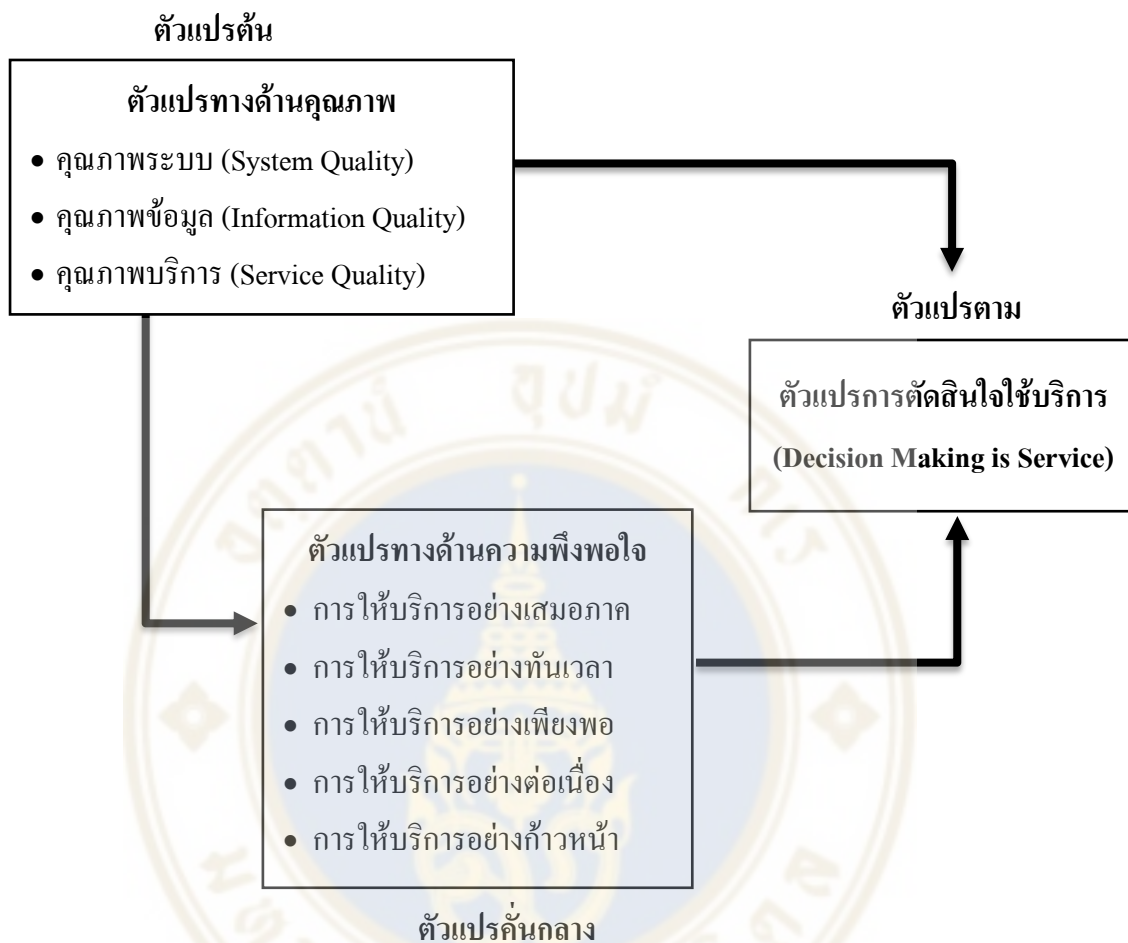 ตัวแปรต้น
ตัวแปรทางด้านคุณภาพ
• คุณภาพระบบ (System Quality)
• คุณภาพข้อมูล (Information Quality)
• คุณภาพบริการ (Service Quality)
ตัวแปรตาม
ตัวแปรการตัดสินใจใช้บริการ
(Decision Making is Service)
ตัวแปรทางด้านความพึงพอใจ
• การให้บริการอย่างเสมอภาค
• การให้บริการอย่างทันเวลา
• การให้บริการอย่างเพียงพอ
• การให้บริการอย่างต่อเนื่อง
• การให้บริการอย่างก้าวหน้า
ตัวแปรคั่นกลาง
อตฺตานํ อุปมํ กเร